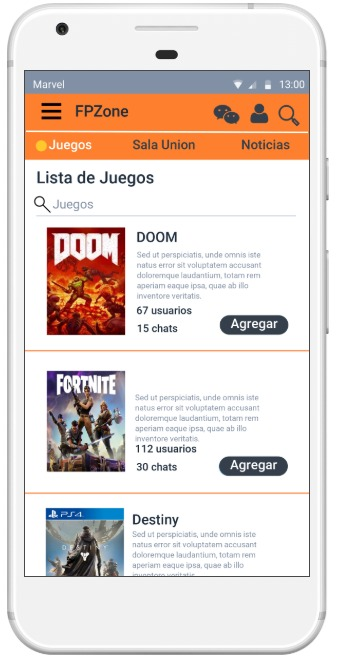 Marvel 13:00
FPZone
Juegos Sala Union Noticias
Lista de Juegos
Juegos
DOOM
DOOM
Sed ut perspiciatis, unde omnis iste
natus error sit voluptatem accusant
doloremque laudantium, totam rem
aperiam eaque ipsa, quae ab illo
inventore veritatis.
67 usuarios
15 chats
Agregar
FORTNITE
Sed ut perspiciatis, unde omnis iste
natus error sit voluptatem accusant
doloremque laudantium, totam rem
aperiam eaque ipsa, quae ab illo
inventore veritatis.
112 usuarios
30 chats
Agregar
PS4
DESTINY
Destiny
Sed ut perspiciatis, unde omnis iste
natus error sit voluptatem accusant
doloremque laudantium, totam rem
aperiam eaque ipsa, quae ab illo
inventore veritatis.